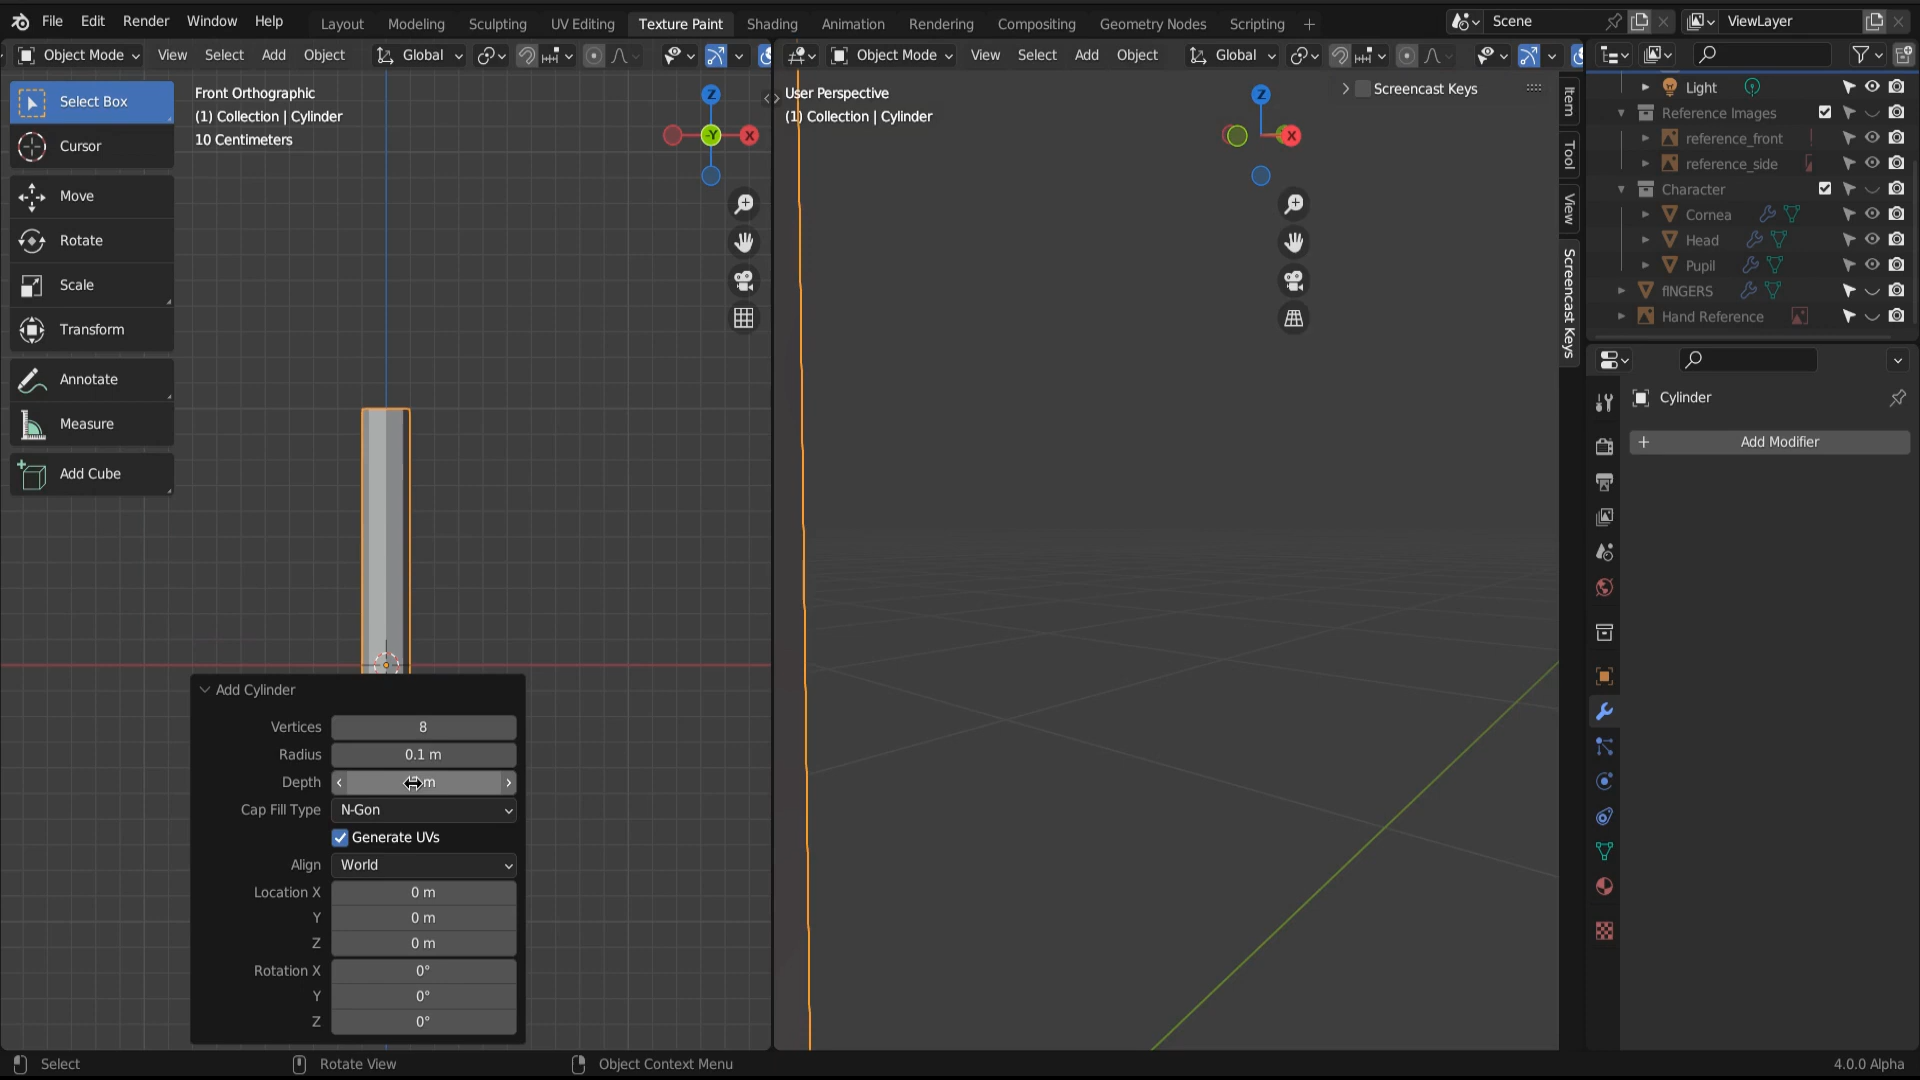 File Edit Render Window Help Layout Modeling Sculpting UV Editing Texture Paint Shading Animation Rendering Compositing Geometry Nodes Scripting + Scene ViewLayer
Object Mode View Select Add Object Global Object Mode View Select Add Object Global
Select Box
Cursor
Move
Rotate
Scale
Transform
Annotate
Measure
Add Cube
Front Orthographic
(1) Collection | Cylinder
10 Centimeters
Z
-Y
X
User Perspective
(1) Collection | Cylinder
Z
X
Screencast Keys
Item
Tool
View
Screencast Keys
Light
Reference Images
reference_front
reference_side
Character
Cornea
Head
Pupil
fINGERS
Hand Reference
Cylinder
+ Add Modifier
Add Cylinder
Vertices 8
Radius 0.1 m
Depth m
Cap Fill Type N-Gon
Generate UVs
Align World
Location X 0 m
Y 0 m
Z 0 m
Rotation X 0°
Y 0°
Z 0°
Select Rotate View Object Context Menu 4.0.0 Alpha